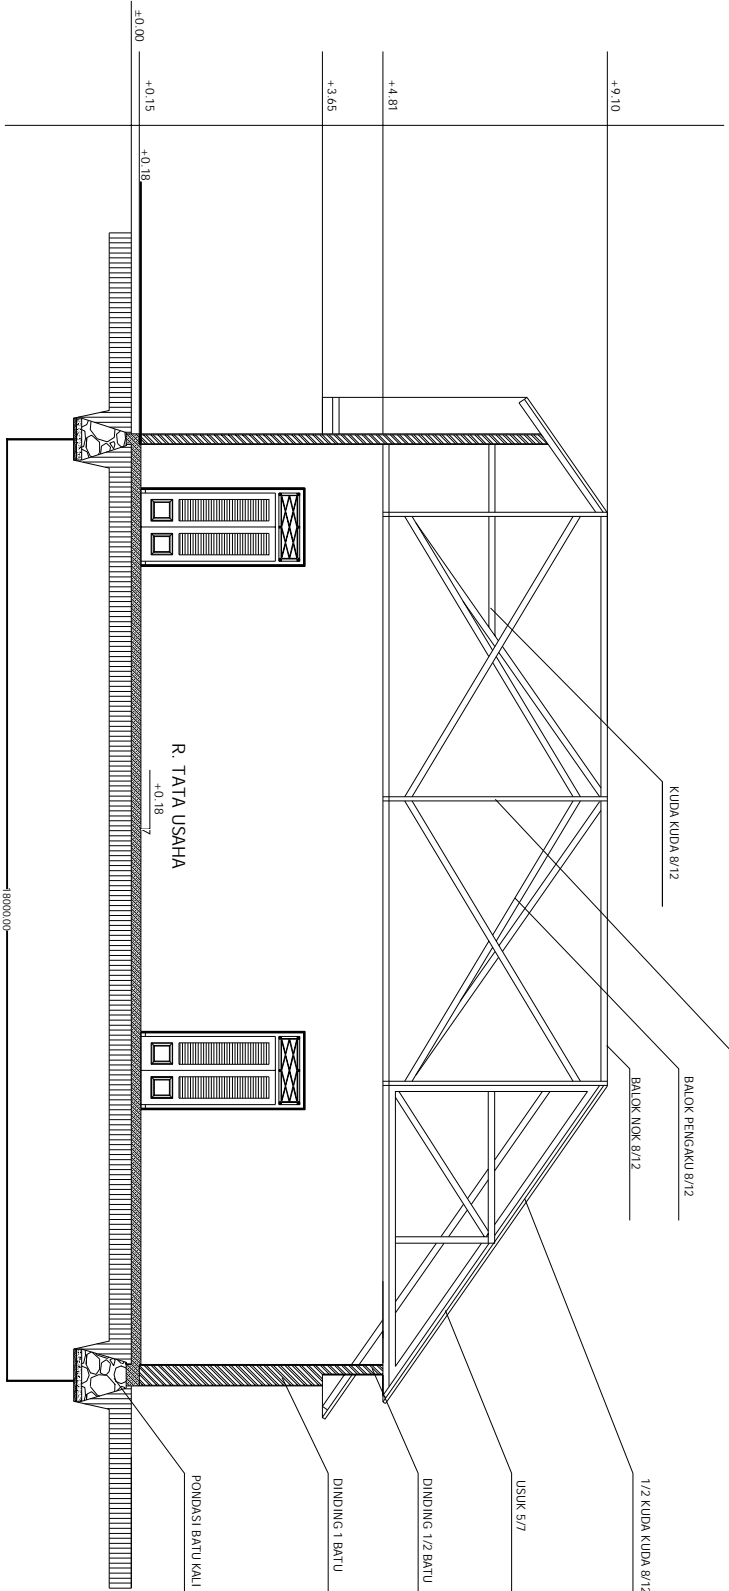 +9.10
+4.81
+3.65
+0.15
±0.00
+0.18
KUDA KUDA 8/12
BALOK PENGAKU 8/12
BALOK NOK 8/12
1/2 KUDA KUDA 8/12
USUK 5/7
DINDING 1/2 BATU
DINDING 1 BATU
PONDASI BATU KALI
R. TATA USAHA
+0.18
18000.00